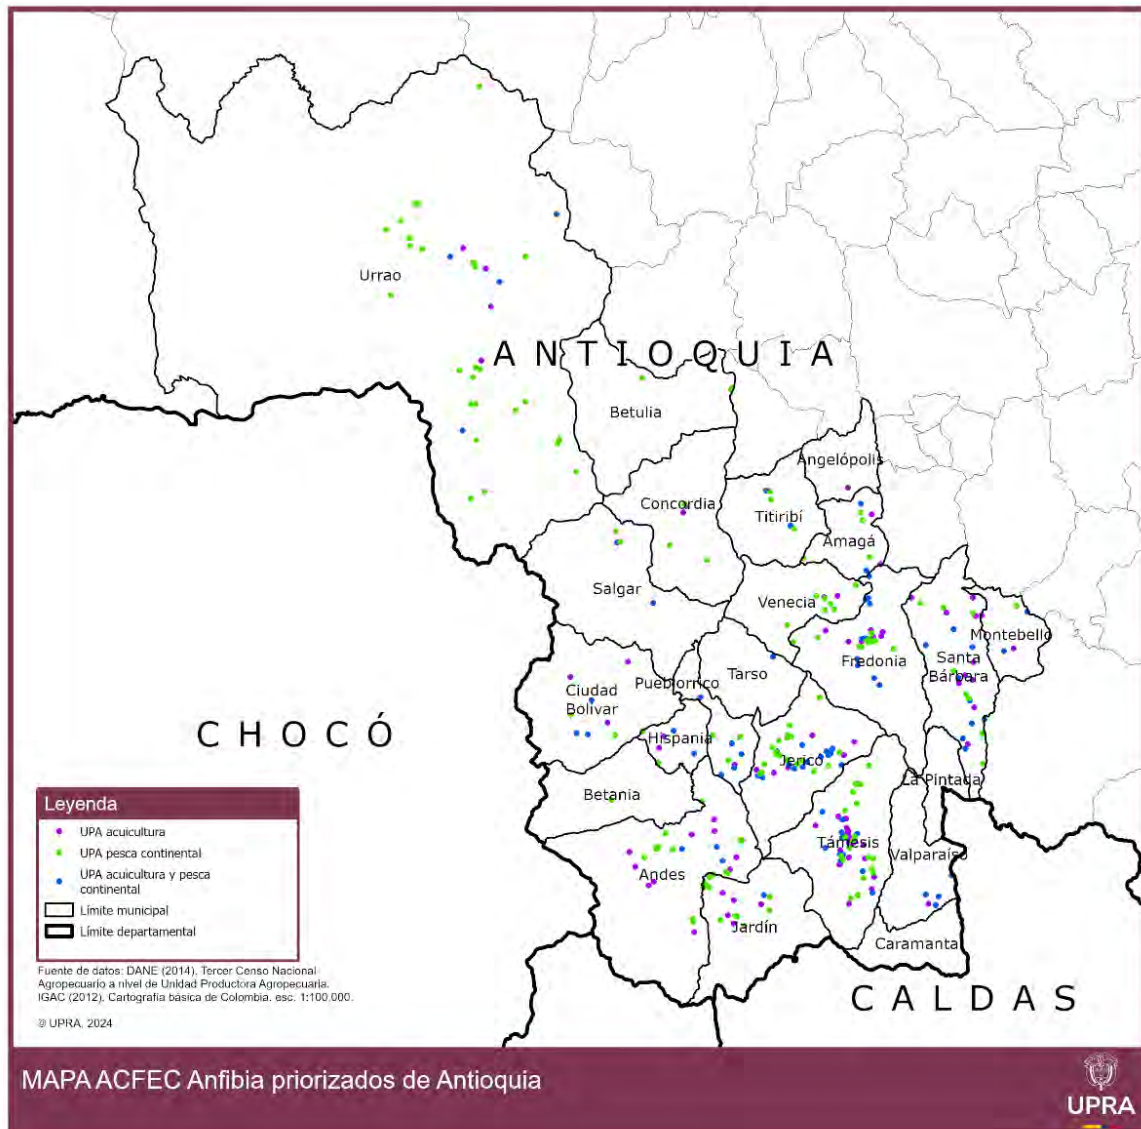 Urrao
ANTIOQUIA
Betulia
Angelópolis
Concordia
Titiribí
Amagá
Salgar
Venecia
Montebello
Fredonia
Santa
Bárbara
Tarso
Pueblorrico
Ciudad
Bolívar
CHOCÓ
Hispania
Jericó
La Pintada
Betania
Támesis
Valparaíso
Andes
Jardín
Caramanta
CALDAS
Leyenda
UPA acuicultura
UPA pesca continental
UPA acuicultura y pesca
continental
Límite municipal
Límite departamental
Fuente de datos: DANE (2014). Tercer Censo Nacional
Agropecuario a nivel de Unidad Productora Agropecuaria.
IGAC (2012). Cartografía básica de Colombia. esc. 1:100.000.
© UPRA, 2024
MAPA ACFEC Anfibia priorizados de Antioquia
UPRA